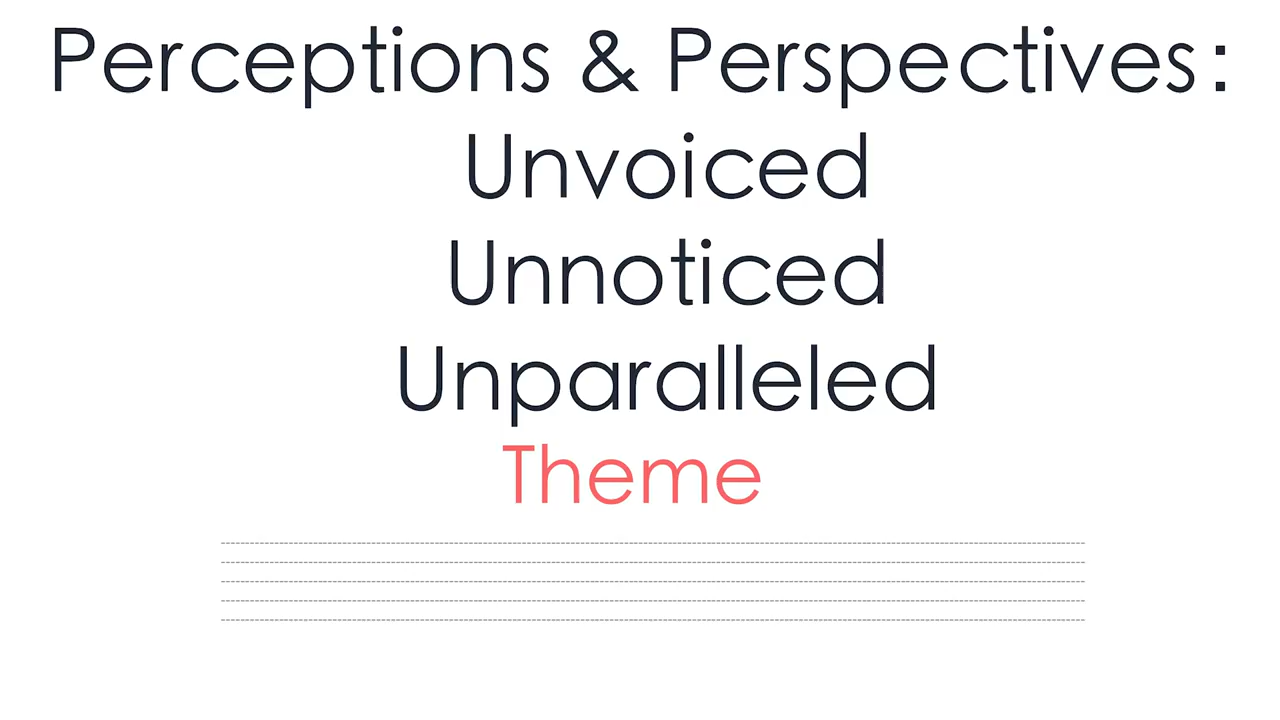 Perceptions & Perspectives:
Unvoiced
Unnoticed
Unparalleled
Theme